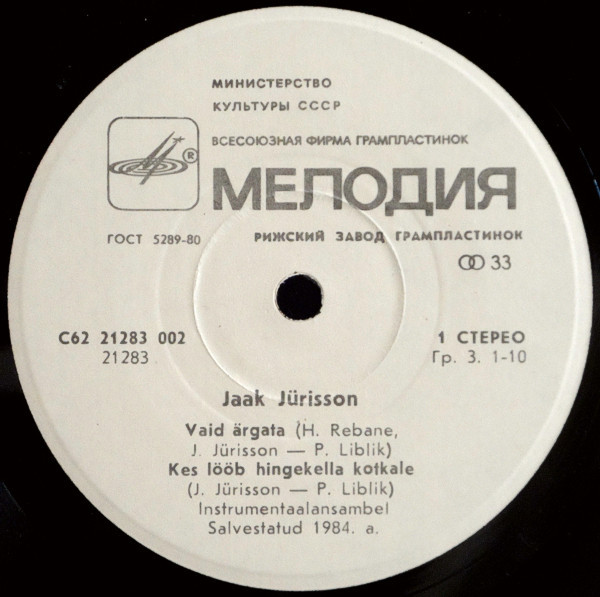 МИНИСТЕРСТВО
КУЛЬТУРЫ СССР
ВСЕСОЮЗНАЯ ФИРМА ГРАМПЛАСТИНОК
®
МЕЛОДИЯ
ГОСТ 5289-80 РИЖСКИЙ ЗАВОД ГРАМПЛАСТИНОК
33
С62 21283 002 1 СТЕРЕО
21283 Гр. 3. 1-10
Jaak Jürisson
Vaid ärgata (H. Rebane,
J. Jürisson — P. Liblik)
Kes lööb hingekella kotkale
(J. Jürisson — P. Liblik)
Instrumentaalansambel
Salvestatud 1984. a.